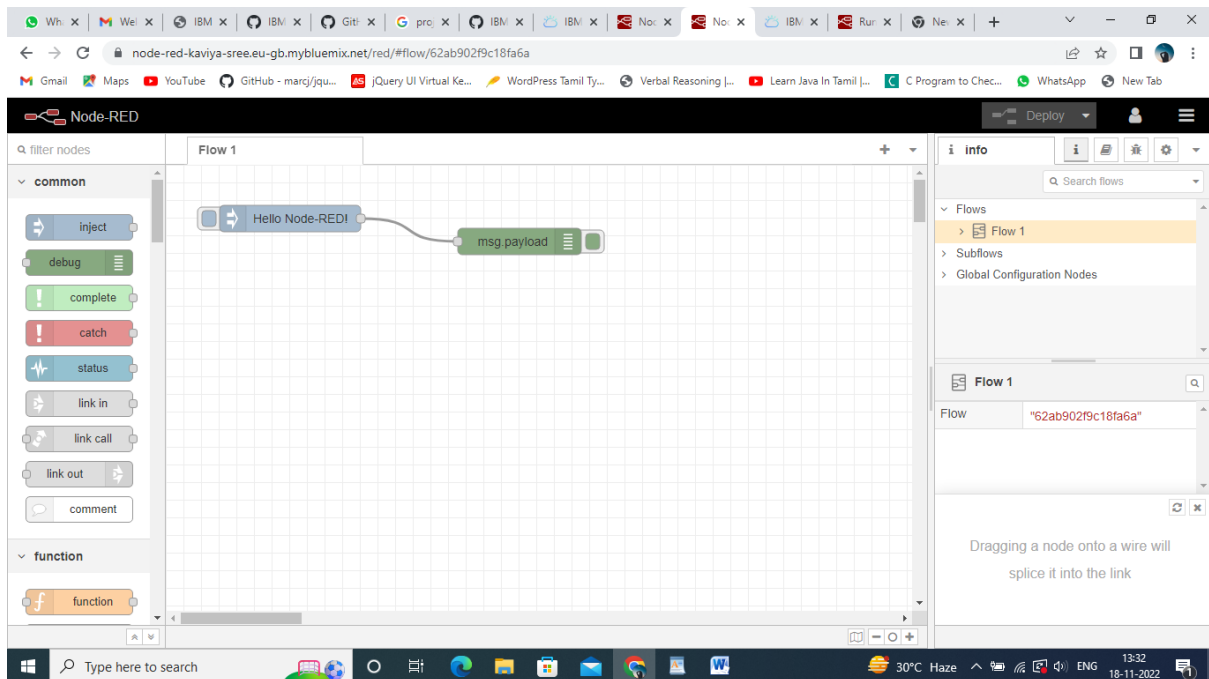 Wh: Wel IBM IBM Gith proj IBM IBM Noc No: IBM Run Nev
node-red-kaviya-sree.eu-gb.mybluemix.net/red/#flow/62ab902f9c18fa6a
Gmail Maps YouTube GitHub - marcj/jqu... AS jQuery UI Virtual Ke... WordPress Tamil Ty... Verbal Reasoning |... Learn Java In Tamil |... C C Program to Chec... WhatsApp New Tab
Node-RED Deploy
filter nodes
Flow 1
i info i
Search flows
common
inject
debug
complete
catch
status
link in
link call
link out
comment
function
f function
Hello Node-RED!
msg.payload
Flows
Flow 1
Subflows
Global Configuration Nodes
Flow 1
Flow "62ab902f9c18fa6a"
Dragging a node onto a wire will
splice it into the link
Type here to search W 30°C Haze ENG 13:32
18-11-2022 1